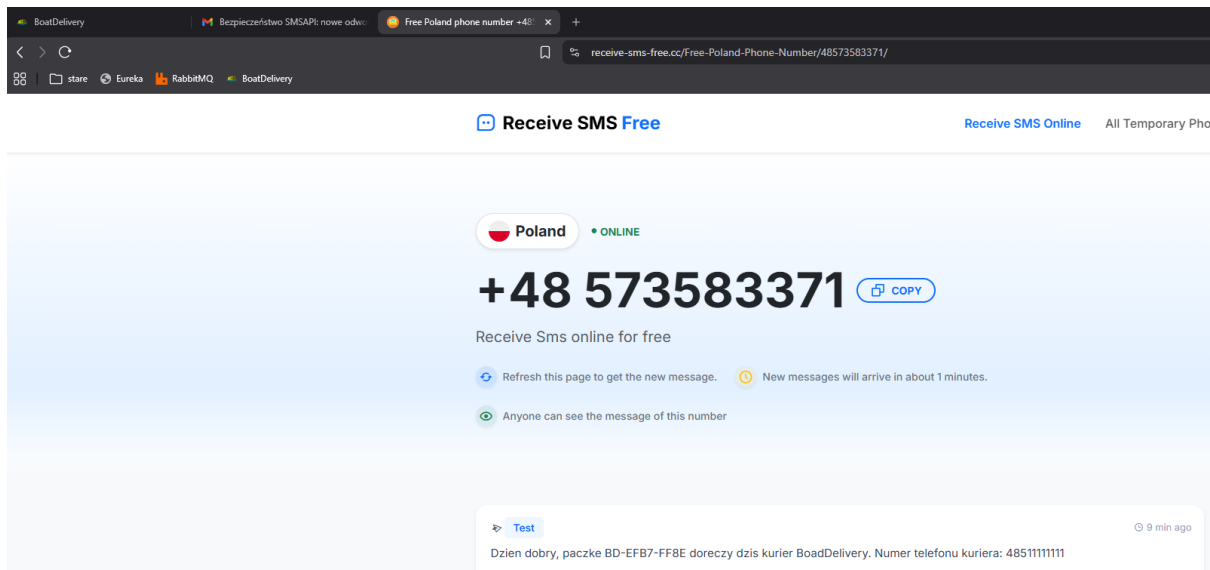 BoatDelivery
Bezpieczeństwo SMSAPI: nowe odwo
Free Poland phone number +48
receive-sms-free.cc/Free-Poland-Phone-Number/48573583371/
stare
Eureka
RabbitMQ
BoatDelivery
Receive SMS Free
Receive SMS Online
All Temporary Pho
Poland
ONLINE
+48 573583371
COPY
Receive Sms online for free
Refresh this page to get the new message.
New messages will arrive in about 1 minutes.
Anyone can see the message of this number
Test
9 min ago
Dzien dobry, paczke BD-EFB7-FF8E doreczy dzis kurier BoadDelivery. Numer telefonu kuriera: 48511111111